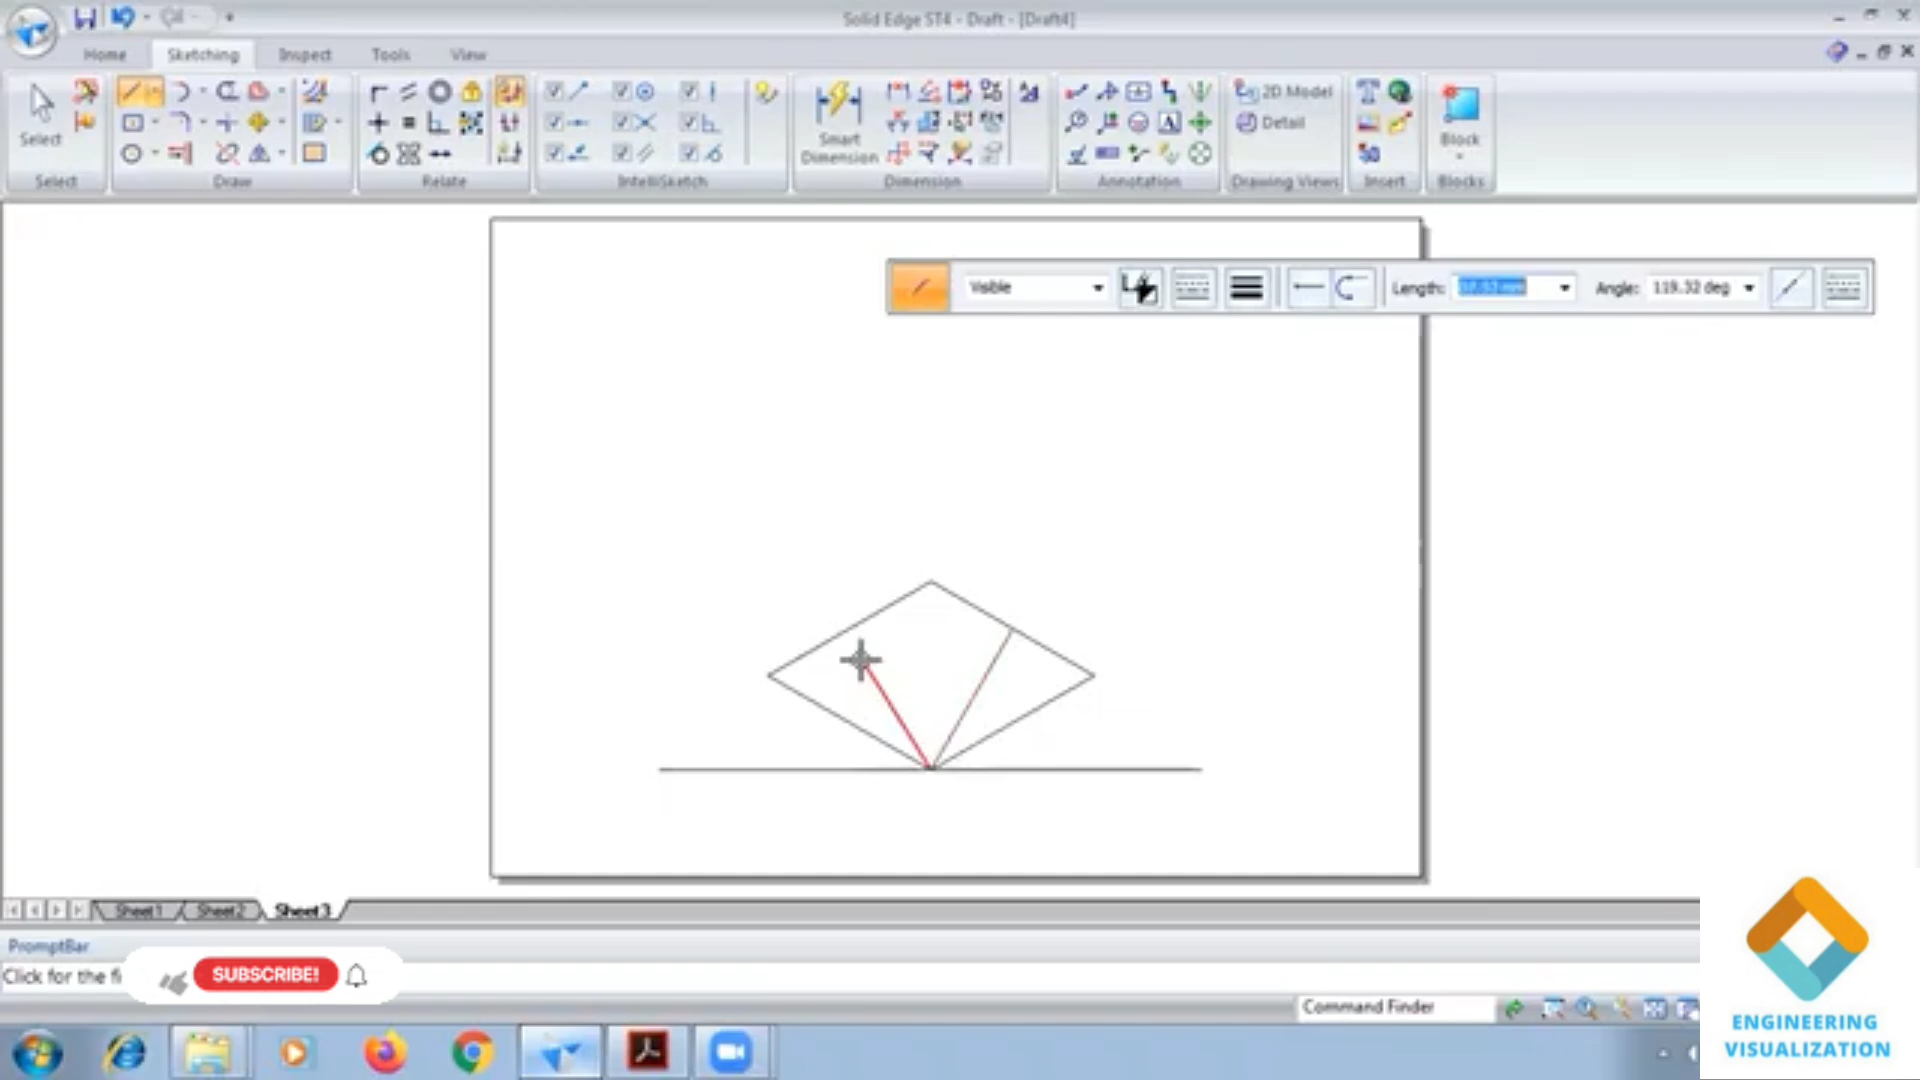 Solid Edge ST4 - Draft - [Draft4]
Home Sketching Inspect Tools View
Select
Smart
Dimension
2D Model
Detail
Block
Select Draw Relate IntelliSketch Dimension Annotation Drawing Views Insert Blocks
Visible Length: Angle: 119.32 deg
Sheet1 Sheet2 Sheet3
PromptBar
Click for the
SUBSCRIBE!
Command Finder
ENGINEERING
VISUALIZATION